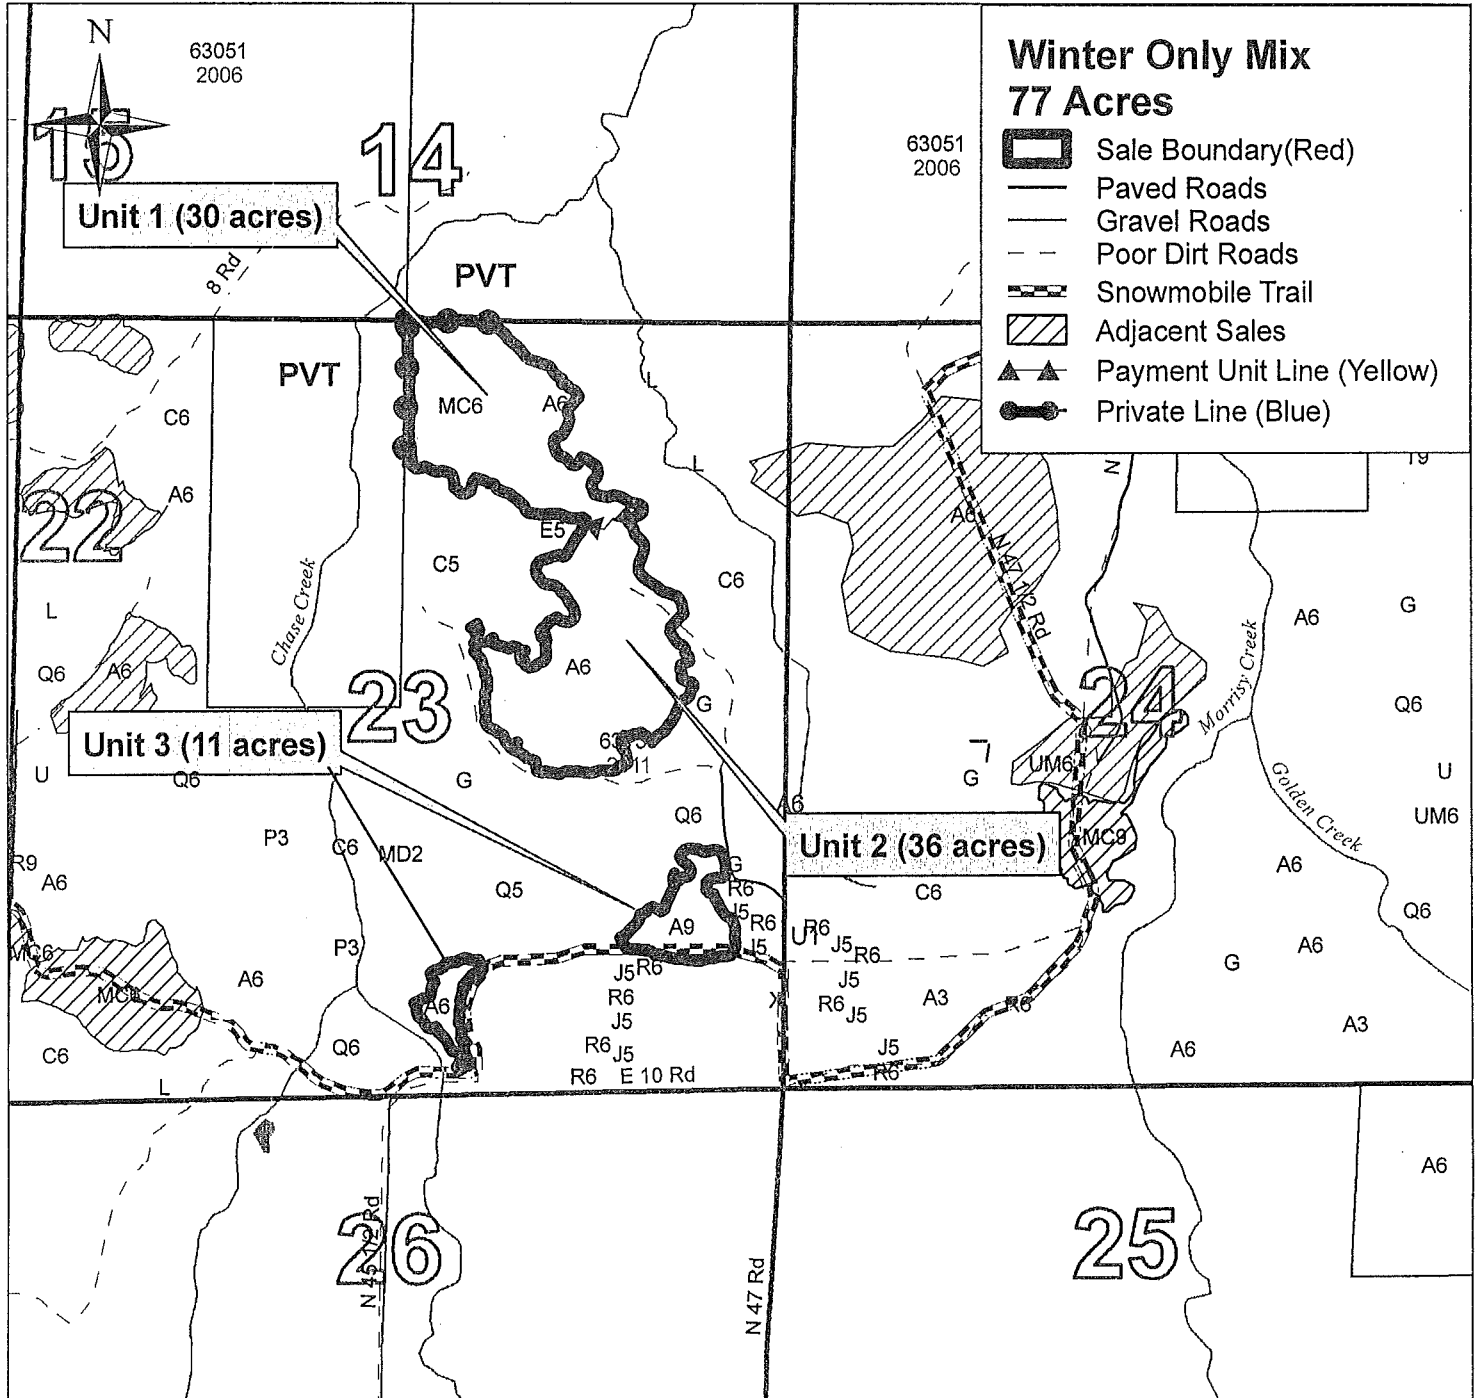 N
63051
2006
15
14
63051
2006
Winter Only Mix
77 Acres
Sale Boundary(Red)
Paved Roads
Gravel Roads
Poor Dirt Roads
Snowmobile Trail
Adjacent Sales
Payment Unit Line (Yellow)
Private Line (Blue)
Unit 1 (30 acres)
8 Rd
PVT
PVT
MC6
A6
L
C6
L
N
A6
22
A6
E5
C5
C6
N 47 1/2 Rd
Chase Creek
L
A6
G
Q6
A6
A6
23
G
24
Morrisy Creek
Q6
Unit 3 (11 acres)
U
Q6
G
G
UM6
Golden Creek
U
UM6
Q6
A6
P3
C6
MD2
Unit 2 (36 acres)
MC9
R9
A6
Q5
G
R6
J5
C6
A6
Q6
A9
R6
J5
R6
J5
R6
P3
A6
MC6
J5
R6
J5
G
A6
A6
R6
J5
R6
J5
A3
R6
A3
C6
Q6
R6
J5
J5
R6
A6
L
R6
E 10 Rd
A6
26
N 45 1/2 Rd
N 47 Rd
25